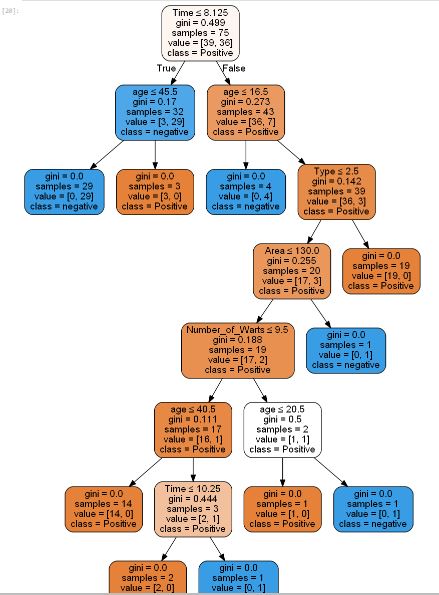 [20]:
Time ≤ 8.125
gini = 0.499
samples = 75
value = [39, 36]
class = Positive
True
False
age ≤ 45.5
gini = 0.17
samples = 32
value = [3, 29]
class = negative
age ≤ 16.5
gini = 0.273
samples = 43
value = [36, 7]
class = Positive
gini = 0.0
samples = 29
value = [0, 29]
class = negative
gini = 0.0
samples = 3
value = [3, 0]
class = Positive
gini = 0.0
samples = 4
value = [0, 4]
class = negative
Type ≤ 2.5
gini = 0.142
samples = 39
value = [36, 3]
class = Positive
Area ≤ 130.0
gini = 0.255
samples = 20
value = [17, 3]
class = Positive
gini = 0.0
samples = 19
value = [19, 0]
class = Positive
Number_of_Warts ≤ 9.5
gini = 0.188
samples = 19
value = [17, 2]
class = Positive
gini = 0.0
samples = 1
value = [0, 1]
class = negative
age ≤ 40.5
gini = 0.111
samples = 17
value = [16, 1]
class = Positive
age ≤ 20.5
gini = 0.5
samples = 2
value = [1, 1]
class = Positive
gini = 0.0
samples = 14
value = [14, 0]
class = Positive
Time ≤ 10.25
gini = 0.444
samples = 3
value = [2, 1]
class = Positive
gini = 0.0
samples = 1
value = [1, 0]
class = Positive
gini = 0.0
samples = 1
value = [0, 1]
class = negative
gini = 0.0
samples = 2
value = [2, 0]
gini = 0.0
samples = 1
value = [0, 1]